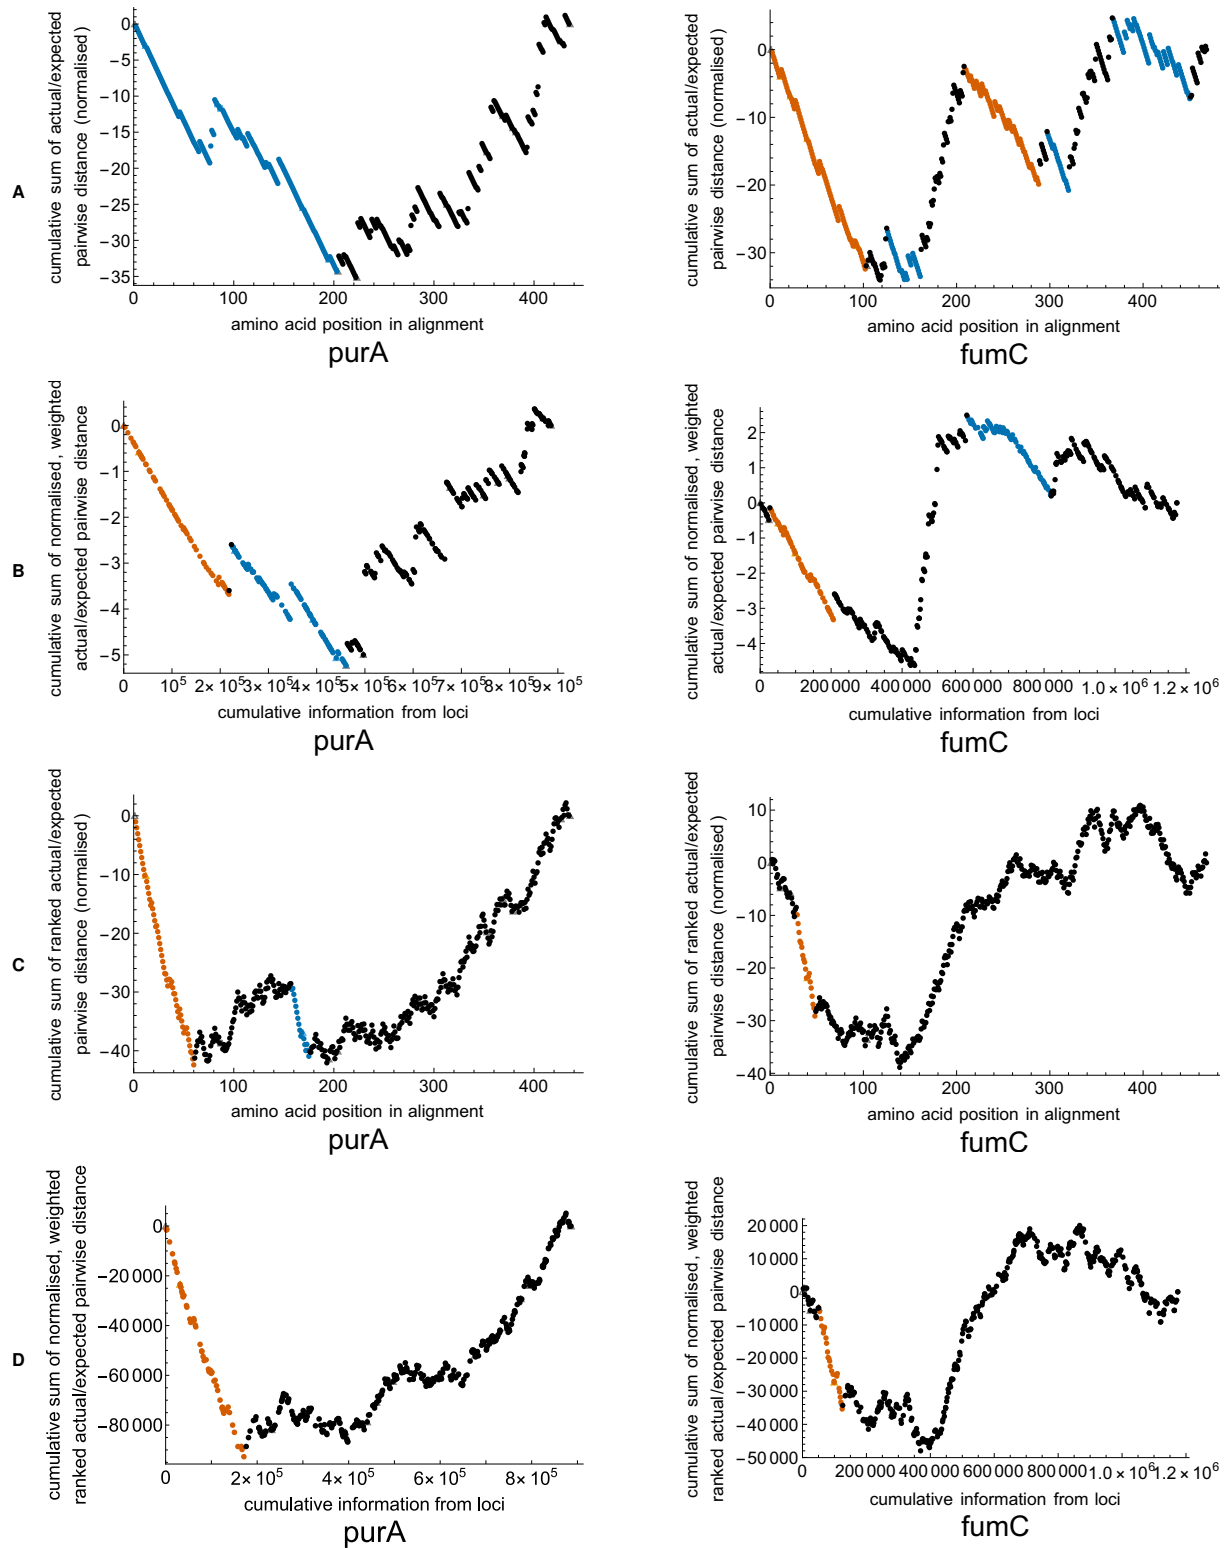 A
cumulative sum of actual/expected
pairwise distance (normalised)
0
−5
−10
−15
−20
−25
−30
−35
0 100 200 300 400
amino acid position in alignment
purA
cumulative sum of actual/expected
pairwise distance (normalised)
0
−10
−20
−30
0 100 200 300 400
amino acid position in alignment
fumC
B
cumulative sum of normalised, weighted
actual/expected pairwise distance
0
−1
−2
−3
−4
−5
0 10⁵ 2×10⁵ 3×10⁵ 4×10⁵ 5×10⁵ 6×10⁵ 7×10⁵ 8×10⁵ 9×10⁵
cumulative information from loci
purA
cumulative sum of normalised, weighted
actual/expected pairwise distance
2
1
0
−1
−2
−3
−4
0 200 000 400 000 600 000 800 000 1.0×10⁶ 1.2×10⁶
cumulative information from loci
fumC
C
cumulative sum of ranked actual/expected
pairwise distance (normalised)
0
−10
−20
−30
−40
0 100 200 300 400
amino acid position in alignment
purA
cumulative sum of ranked actual/expected
pairwise distance (normalised)
10
0
−10
−20
−30
−40
0 100 200 300 400
amino acid position in alignment
fumC
D
cumulative sum of normalised, weighted
ranked actual/expected pairwise distance
0
−20 000
−40 000
−60 000
−80 000
0 2×10⁵ 4×10⁵ 6×10⁵ 8×10⁵
cumulative information from loci
purA
cumulative sum of normalised, weighted
ranked actual/expected pairwise distance
20 000
10 000
0
−10 000
−20 000
−30 000
−40 000
−50 000
0 200 000 400 000 600 000 800 000 1.0×10⁶ 1.2×10⁶
cumulative information from loci
fumC